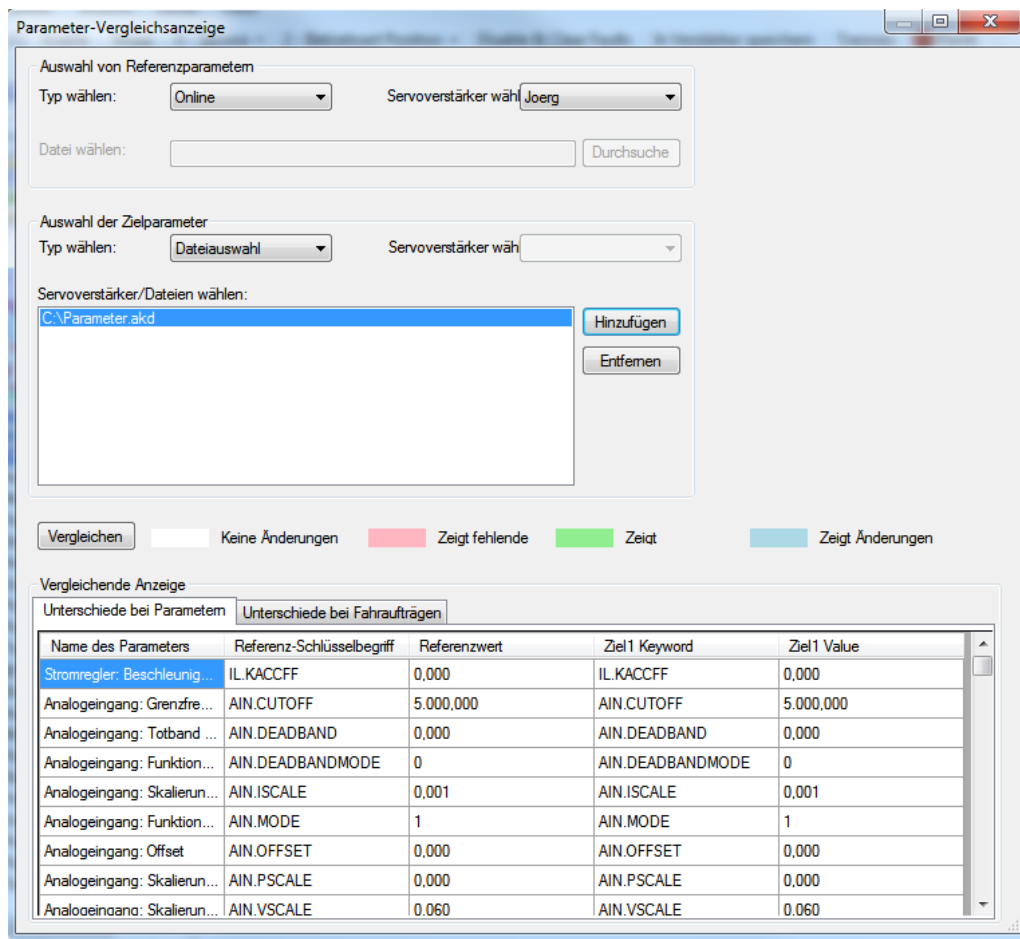 Parameter-Vergleichsanzeige
Auswahl von Referenzparametern
Typ wählen: Online Servoverstärker wähl Joerg
Datei wählen: Durchsuche
Auswahl der Zielparameter
Typ wählen: Dateiauswahl Servoverstärker wäh
Servoverstärker/Dateien wählen:
C:\Parameter.akd
Hinzufügen
Entfernen
Vergleichen Keine Änderungen Zeigt fehlende Zeigt Zeigt Änderungen
Vergleichende Anzeige
Unterschiede bei Parametern Unterschiede bei Fahraufträgen
Name des Parameters Referenz-Schlüsselbegriff Referenzwert Ziel1 Keyword Ziel1 Value
Stromregler: Beschleunig... IL.KACCFF 0,000 IL.KACCFF 0,000
Analogeingang: Grenzfre... AIN.CUTOFF 5.000,000 AIN.CUTOFF 5.000,000
Analogeingang: Totband ... AIN.DEADBAND 0,000 AIN.DEADBAND 0,000
Analogeingang: Funktion... AIN.DEADBANDMODE 0 AIN.DEADBANDMODE 0
Analogeingang: Skalierun... AIN.ISCALE 0,001 AIN.ISCALE 0,001
Analogeingang: Funktion... AIN.MODE 1 AIN.MODE 1
Analogeingang: Offset AIN.OFFSET 0,000 AIN.OFFSET 0,000
Analogeingang: Skalierun... AIN.PSCALE 0,000 AIN.PSCALE 0,000
Analogeingang: Skalierun... AIN.VSCALE 0.060 AIN.VSCALE 0.060